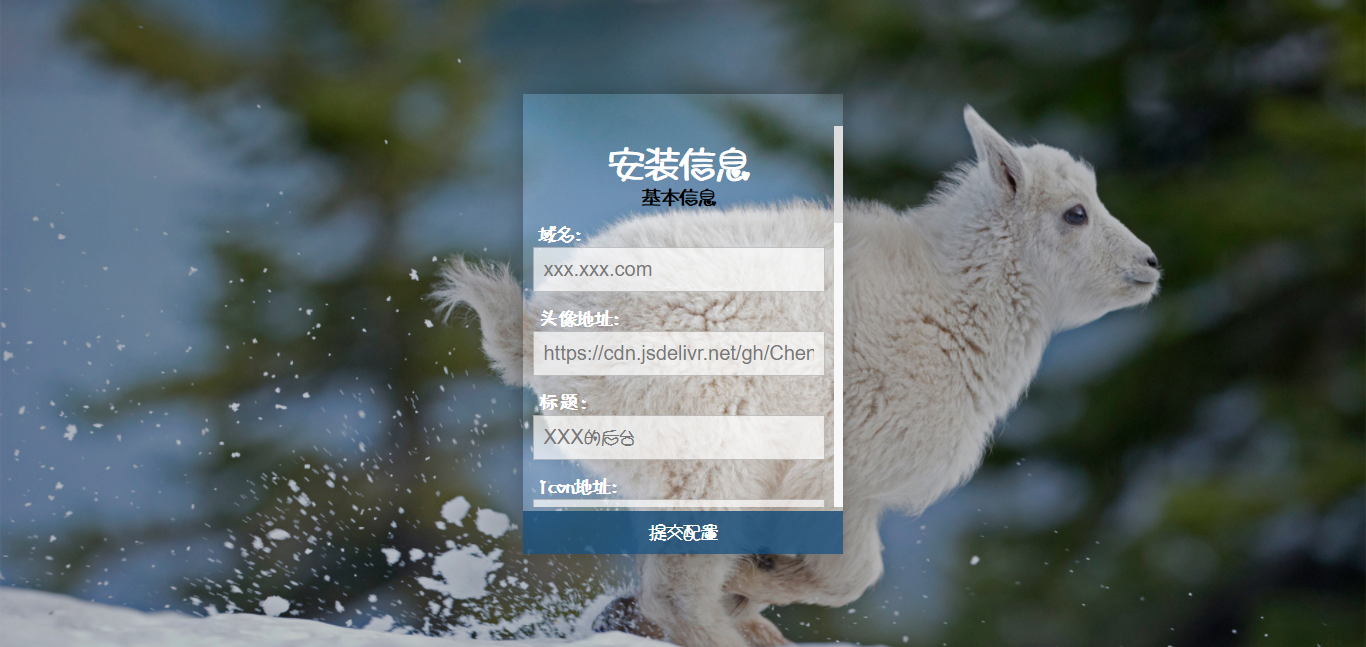 安装信息
基本信息
域名:
xxx.xxx.com
头像地址:
https://cdn.jsdelivr.net/gh/Cher
标题:
XXX的后台
Icon地址:
提交配置